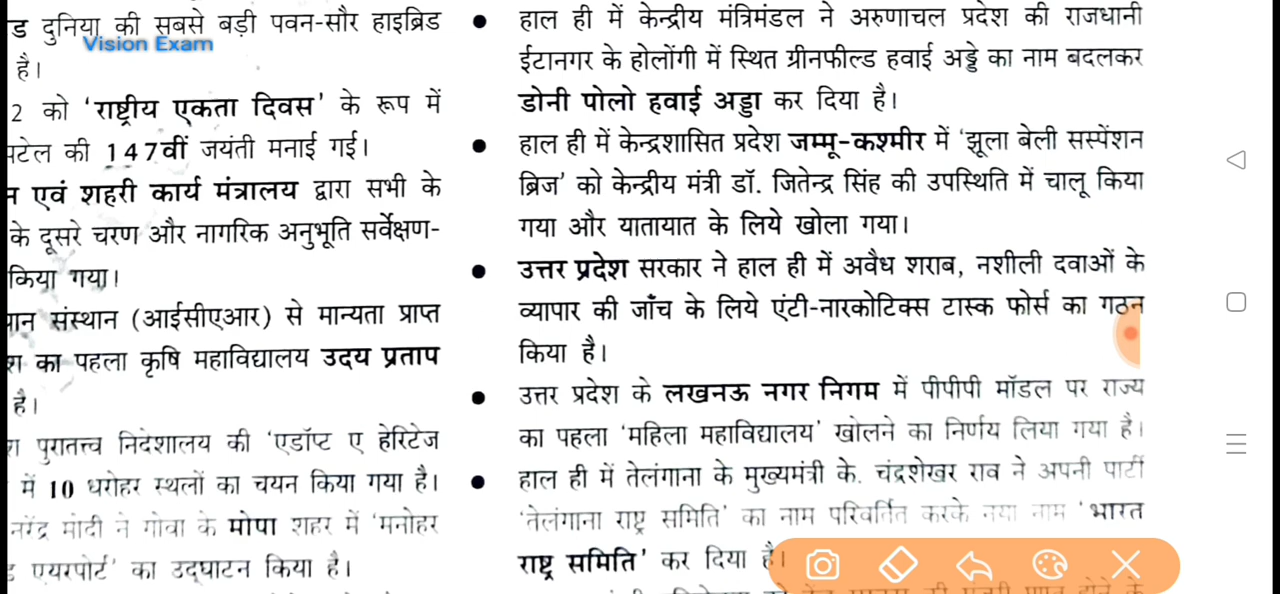 ड दुनिया की सबसे बड़ी पवन-सौर हाइब्रिड
Vision Exam
है।
2 को 'राष्ट्रीय एकता दिवस' के रूप में
पटेल की 147वीं जयंती मनाई गई।
एवं शहरी कार्य मंत्रालय द्वारा सभी के
के दूसरे चरण और नागरिक अनुभूति सर्वेक्षण-
किया गया।
संस्थान (आईसीएआर) से मान्यता प्राप्त
का पहला कृषि महाविद्यालय उदय प्रताप
है।
पुरातत्त्व निदेशालय की 'एडॉप्ट ए हेरिटेज
में 10 धरोहर स्थलों का चयन किया गया है।
नरेंद्र मोदी ने गोवा के मोपा शहर में 'मनोहर
एयरपोर्ट' का उद्घाटन किया है।
● हाल ही में केन्द्रीय मंत्रिमंडल ने अरुणाचल प्रदेश की राजधानी
ईटानगर के होलोंगी में स्थित ग्रीनफील्ड हवाई अड्डे का नाम बदलकर
डोनी पोलो हवाई अड्डा कर दिया है।
● हाल ही में केन्द्रशासित प्रदेश जम्मू-कश्मीर में 'झूला बेली सस्पेंशन
ब्रिज' को केन्द्रीय मंत्री डॉ. जितेन्द्र सिंह की उपस्थिति में चालू किया
गया और यातायात के लिये खोला गया।
● उत्तर प्रदेश सरकार ने हाल ही में अवैध शराब, नशीली दवाओं के
व्यापार की जाँच के लिये एंटी-नारकोटिक्स टास्क फोर्स का गठन
किया है।
● उत्तर प्रदेश के लखनऊ नगर निगम में पीपीपी मॉडल पर राज्य
का पहला 'महिला महाविद्यालय' खोलने का निर्णय लिया गया है।
● हाल ही में तेलंगाना के मुख्यमंत्री के. चंद्रशेखर राव ने अपनी पार्टी
'तेलंगाना राष्ट्र समिति' का नाम परिवर्तित करके नया नाम 'भारत
राष्ट्र समिति' कर दिया है।